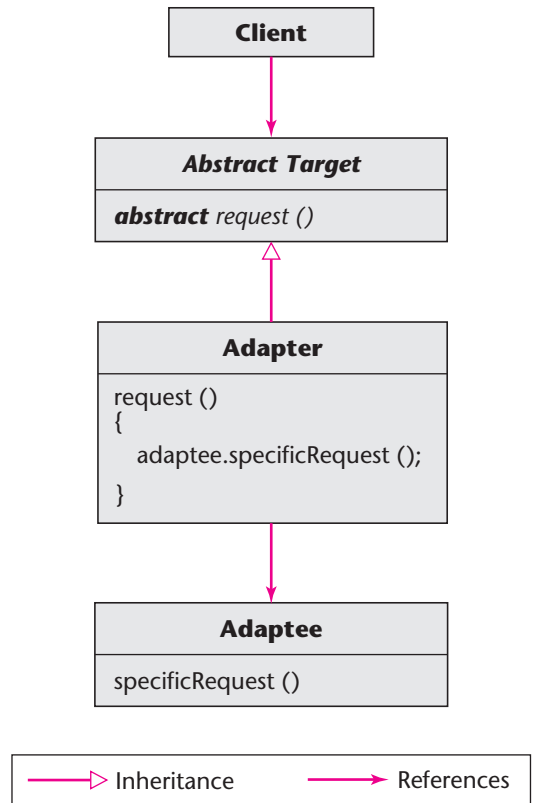 Client
Abstract Target
abstract request ()
Adapter
request ()
{
adaptee.specificRequest ();
}
Adaptee
specificRequest ()
Inheritance
References